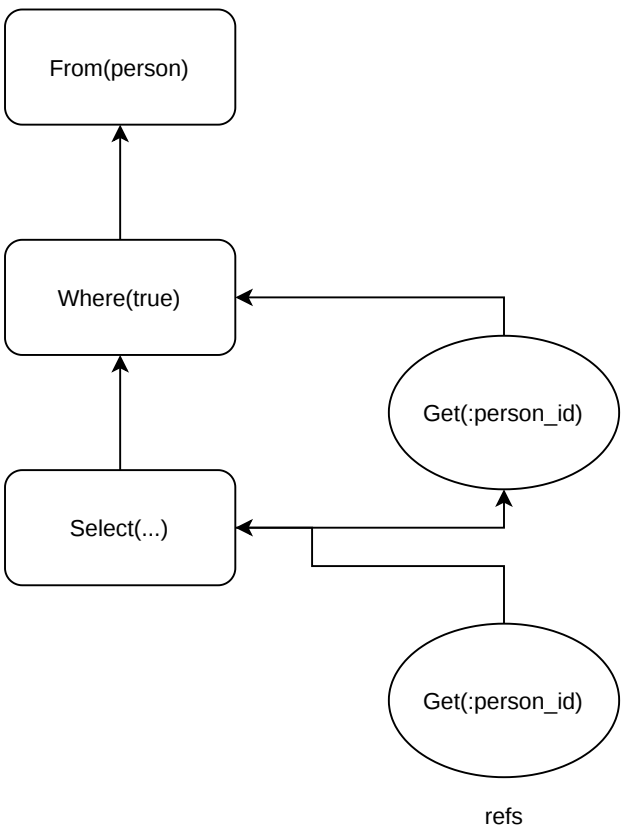 From(person)
Where(true)
Get(:person_id)
Select(...)
Get(:person_id)
refs